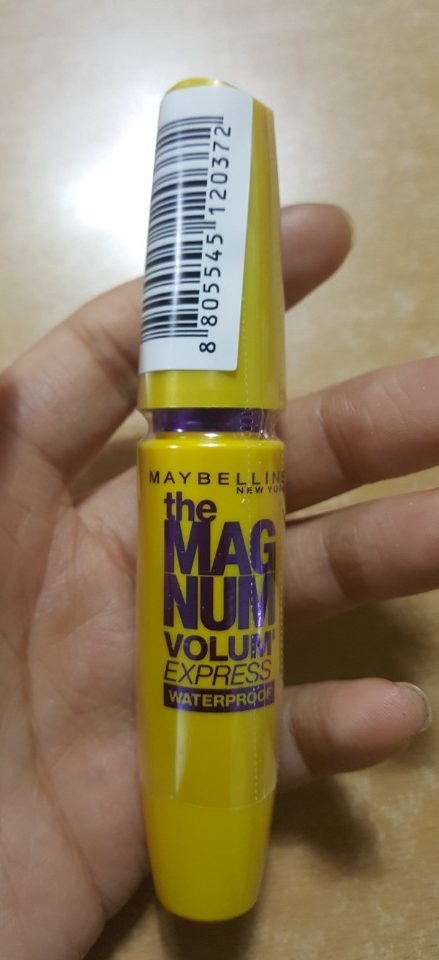 8 805545 120372
MAYBELLINE
NEW YORK
the
MAG
NUM
VOLUM'
EXPRESS
WATERPROOF